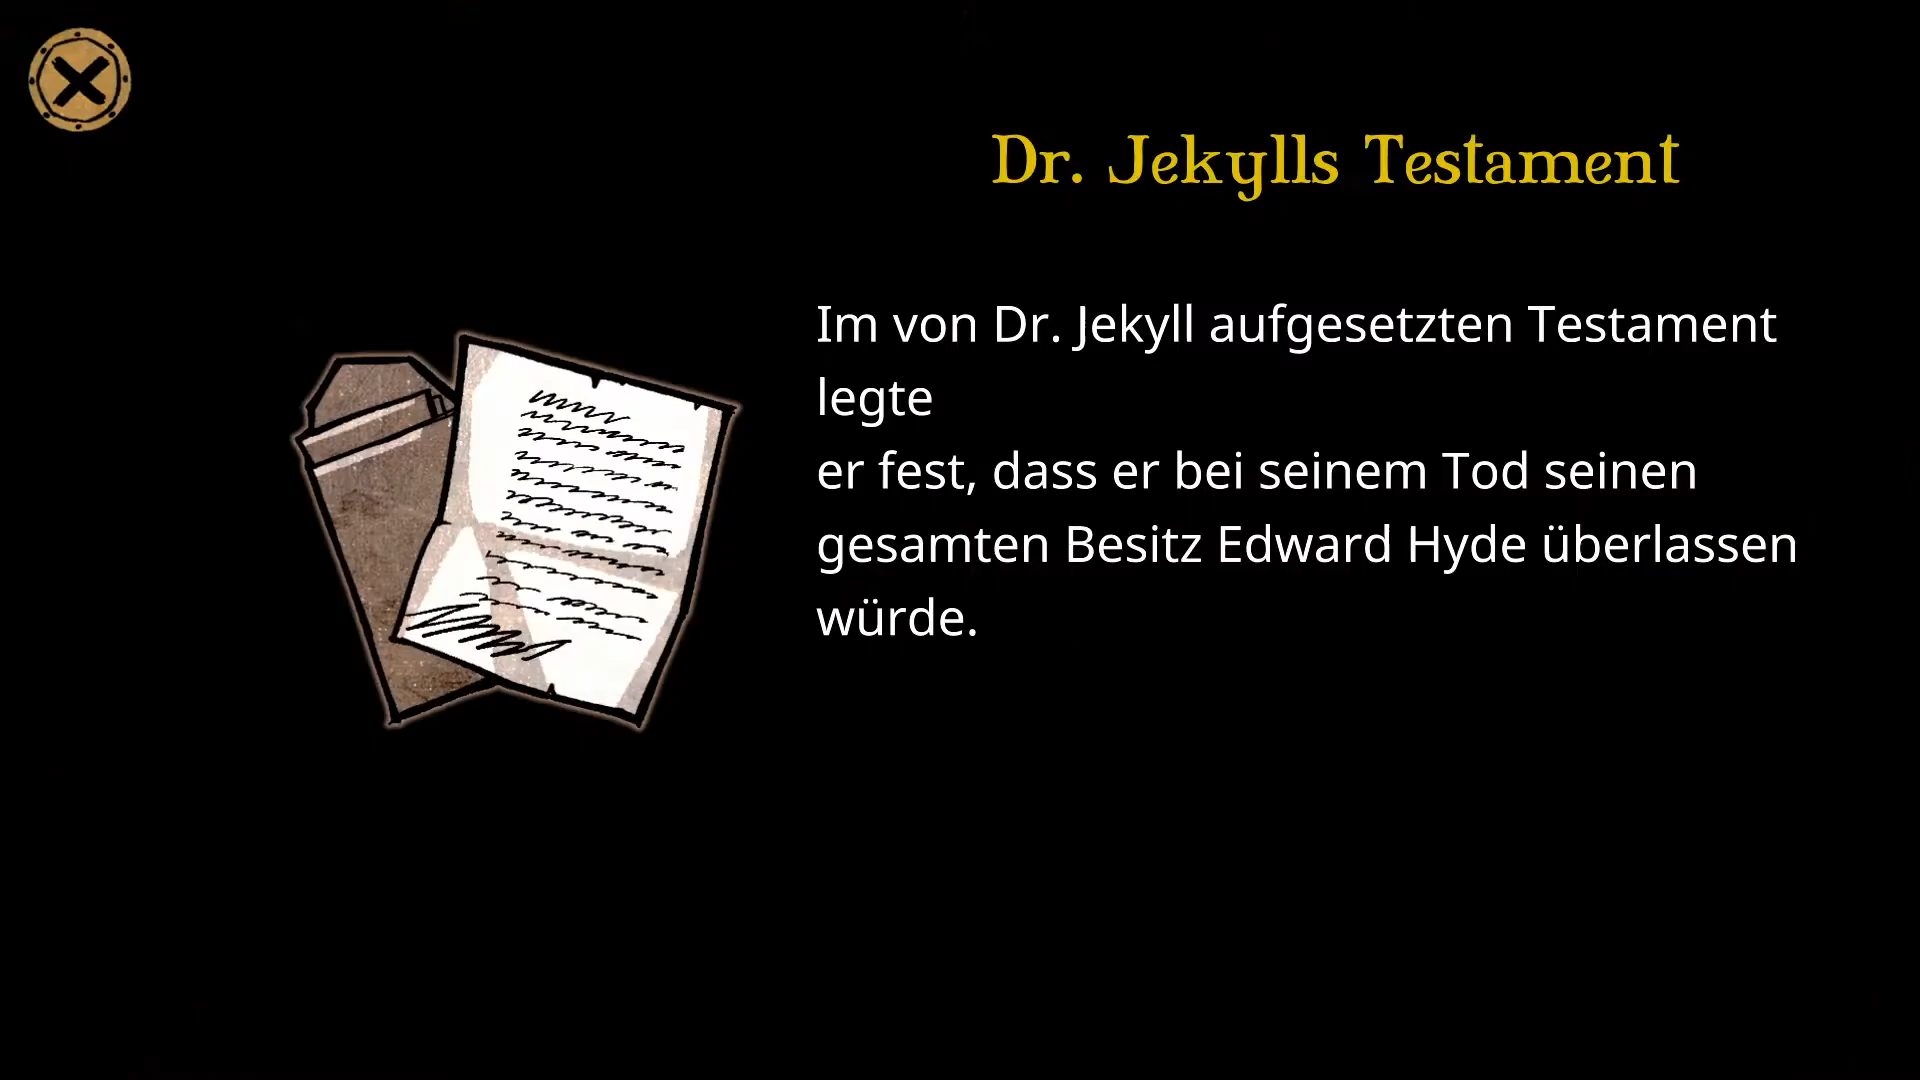 Dr. Jekylls Testament
Im von Dr. Jekyll aufgesetzten Testament
legte
er fest, dass er bei seinem Tod seinen
gesamten Besitz Edward Hyde überlassen
würde.